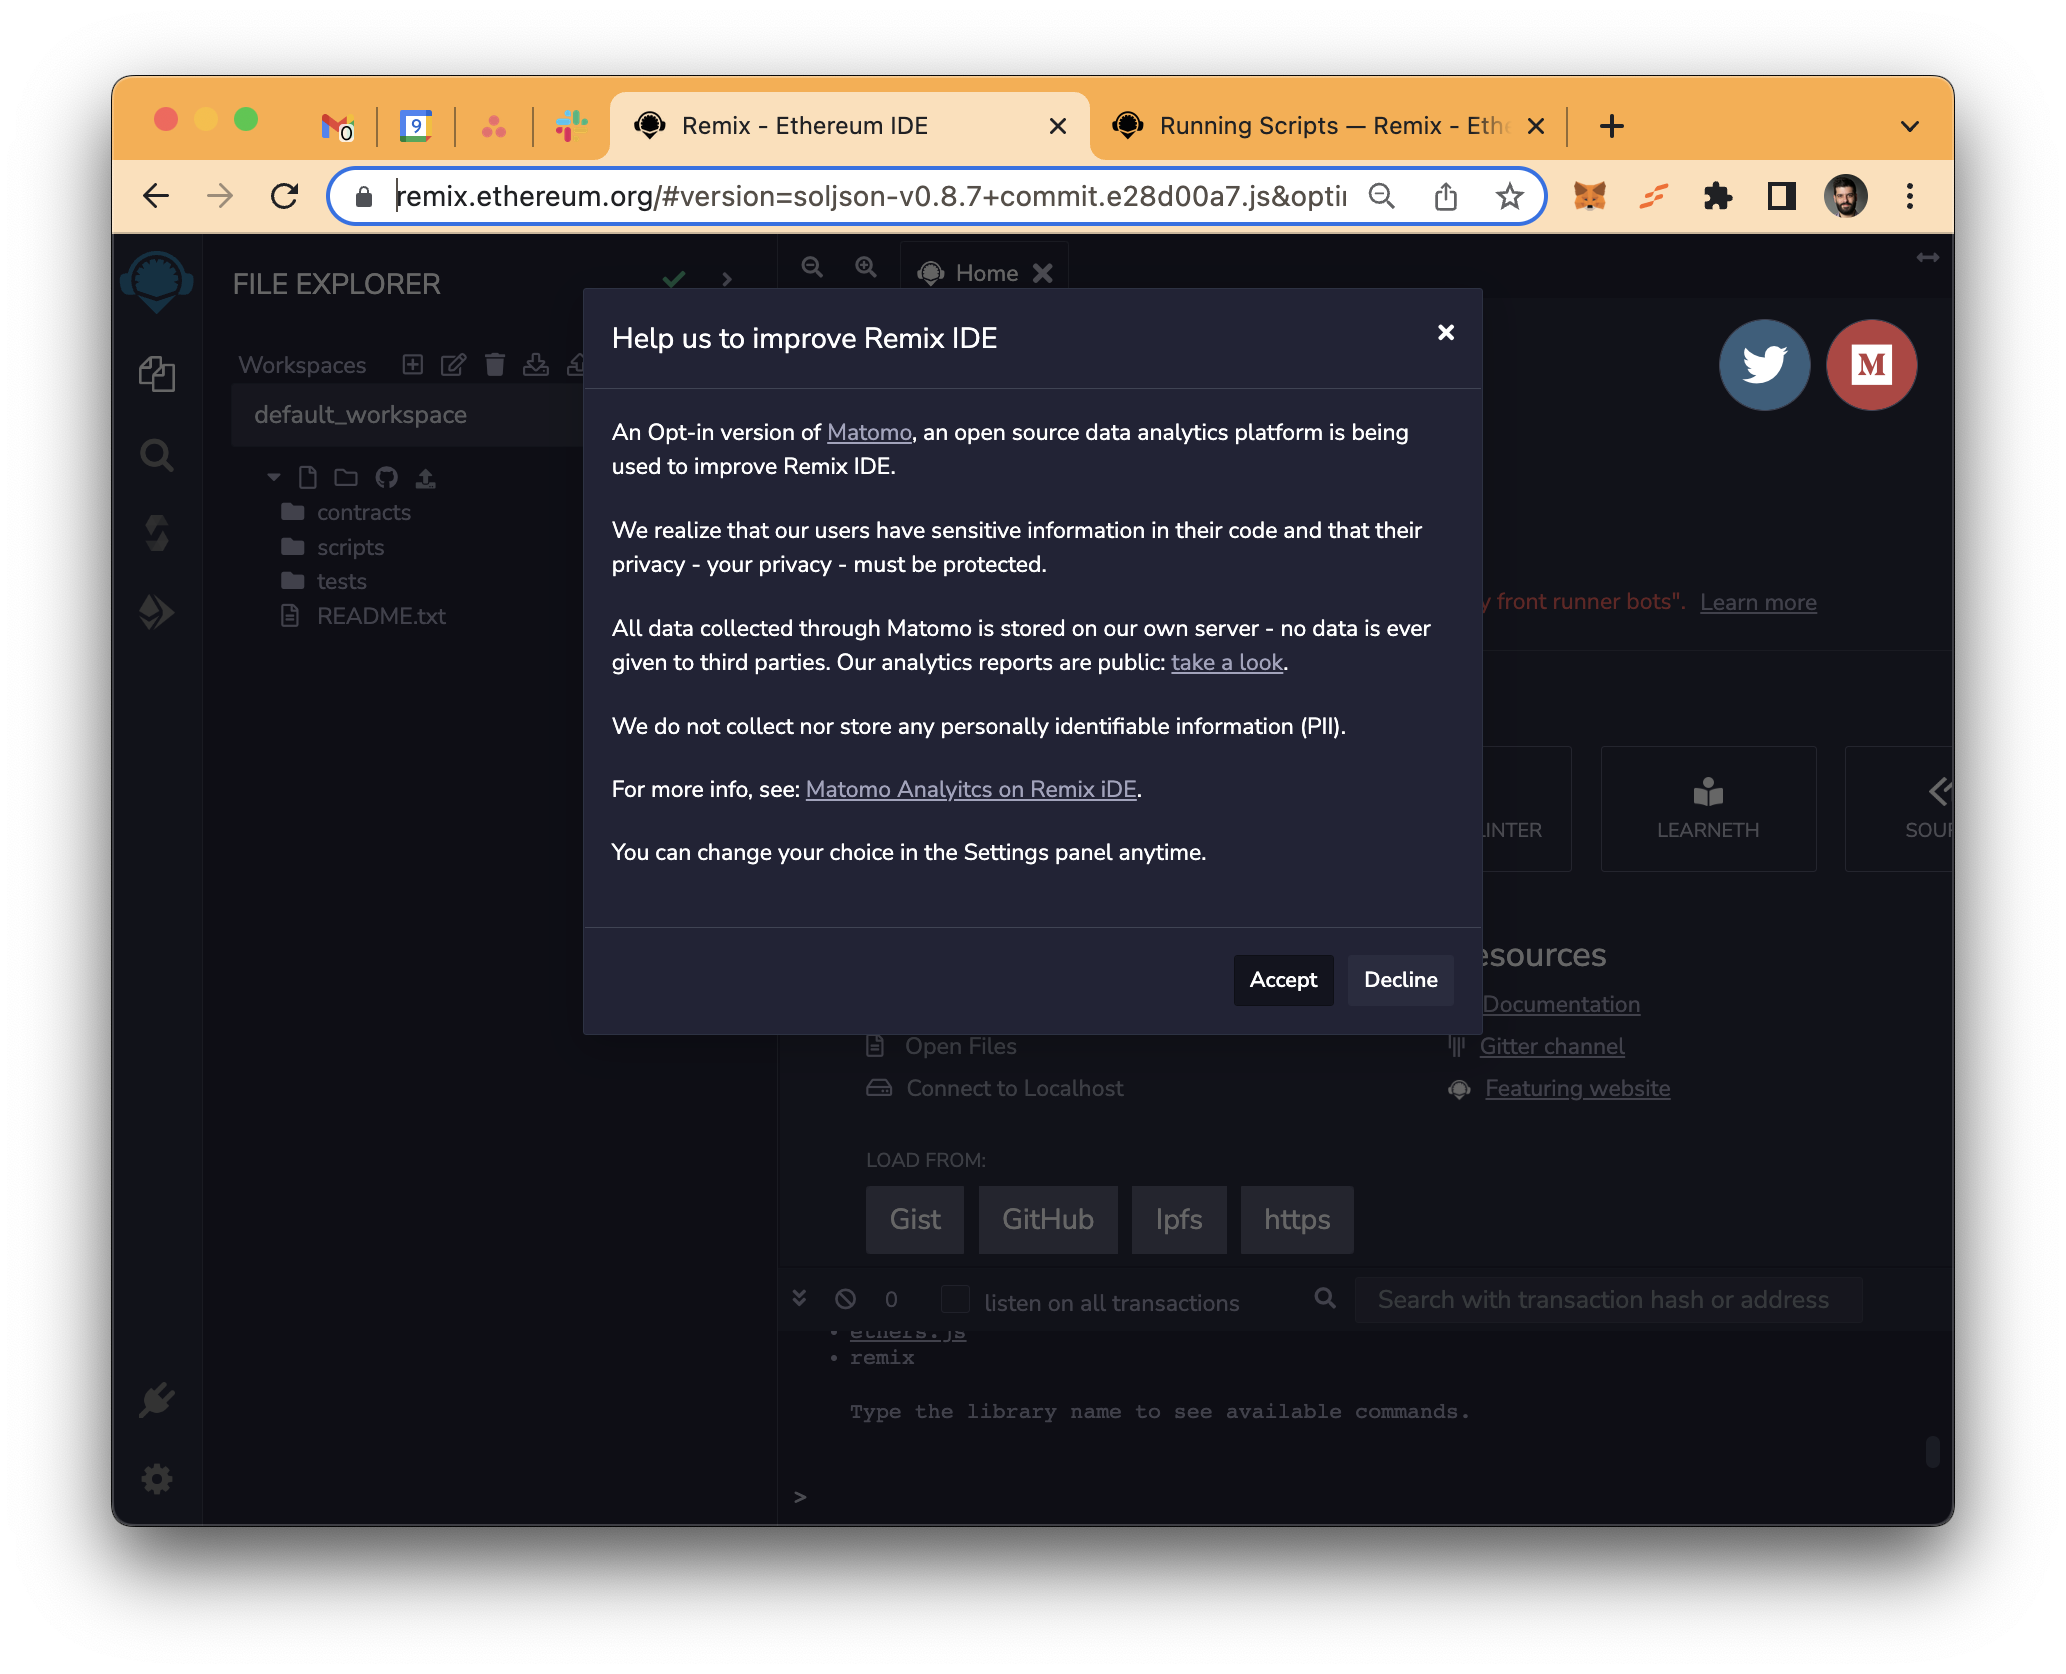 0
9
Remix - Ethereum IDE
Running Scripts — Remix - Eth
remix.ethereum.org/#version=soljson-v0.8.7+commit.e28d00a7.js&optii
FILE EXPLORER
Home
Workspaces
default_workspace
contracts
scripts
tests
README.txt
Help us to improve Remix IDE
An Opt-in version of Matomo, an open source data analytics platform is being
used to improve Remix IDE.
We realize that our users have sensitive information in their code and that their
privacy - your privacy - must be protected.
All data collected through Matomo is stored on our own server - no data is ever
given to third parties. Our analytics reports are public: take a look.
We do not collect nor store any personally identifiable information (PII).
For more info, see: Matomo Analyitcs on Remix iDE.
You can change your choice in the Settings panel anytime.
Accept Decline
M
y front runner bots". Learn more
INTER
LEARNETH
SOUR
esources
Documentation
Open Files
Gitter channel
Connect to Localhost
Featuring website
LOAD FROM:
Gist GitHub Ipfs https
0 listen on all transactions Search with transaction hash or address
• ethers.js
• remix
Type the library name to see available commands.
>